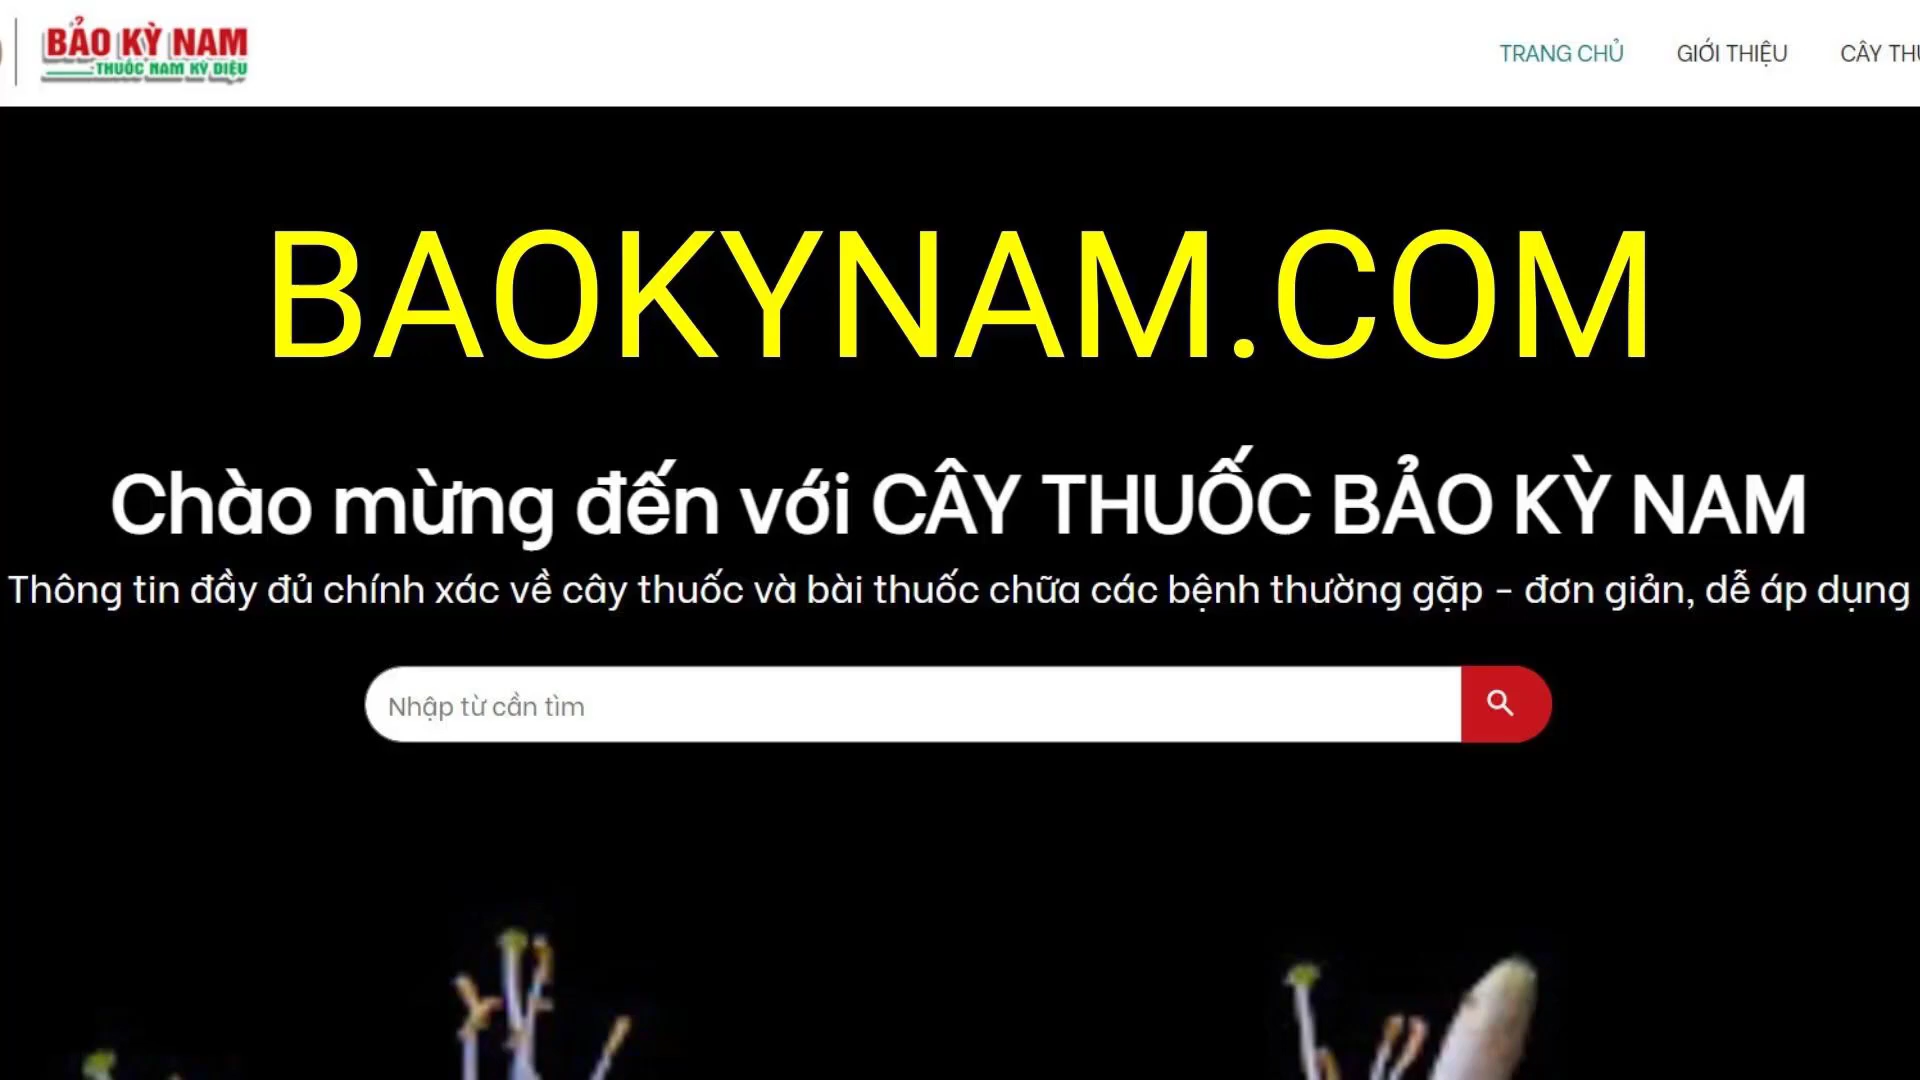 BẢO KỲ NAM
THUỐC NAM KỲ DIỆU
TRANG CHỦ
GIỚI THIỆU
CÂY
BAOKYNAM.COM
Chào mừng đến với CÂY THUỐC BẢO KỲ NAM
Thông tin đầy đủ chính xác về cây thuốc và bài thuốc chữa các bệnh thường gặp - đơn giản, dễ áp dụng
Nhập từ cần tìm